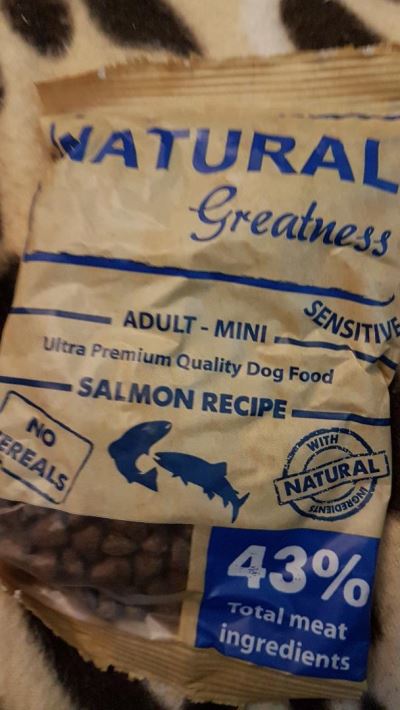 NATURAL
Greatness
SENSITIVE
ADULT - MINI
Ultra Premium Quality Dog Food
SALMON RECIPE
NO
CEREALS
WITH
NATURAL
INGREDIENTS
43%
Total meat
ingredients